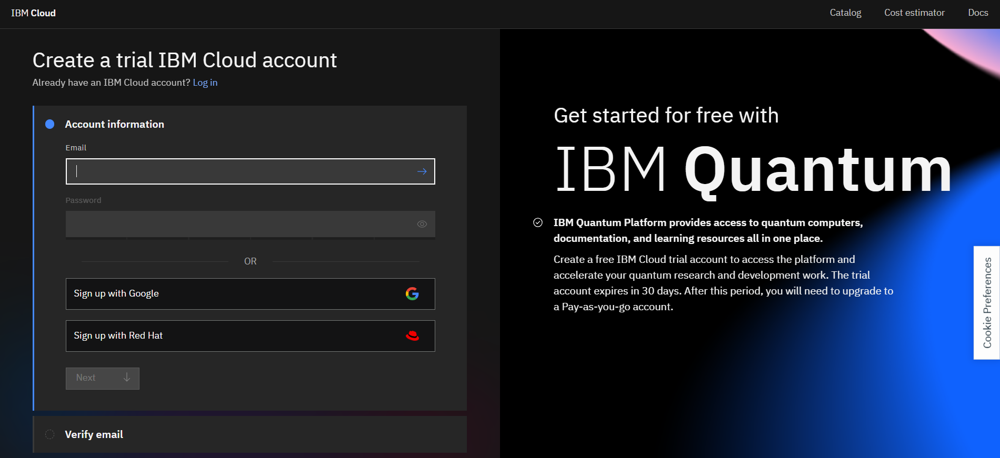 IBM Cloud
Catalog
Cost estimator
Docs
Create a trial IBM Cloud account
Already have an IBM Cloud account? Log in
Account information
Email
Password
OR
Sign up with Google
Sign up with Red Hat
Next
Verify email
Get started for free with
IBM Quantum
IBM Quantum Platform provides access to quantum computers,
documentation, and learning resources all in one place.
Create a free IBM Cloud trial account to access the platform and
accelerate your quantum research and development work. The trial
account expires in 30 days. After this period, you will need to upgrade to
a Pay-as-you-go account.
Cookie Preferences